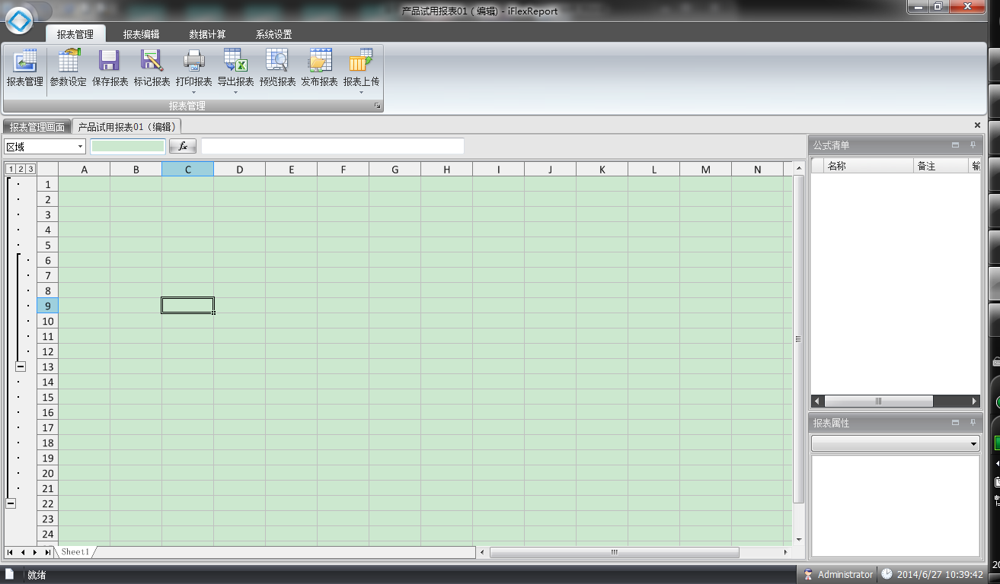 产品试用报表01（编辑）- iFlexReport
报表管理 报表编辑 数据计算 系统设置
报表管理 参数设定 保存报表 标记报表 打印报表 导出报表 预览报表 发布报表 报表上传
报表管理
报表管理画面 产品试用报表01（编辑）
区域 fx
公式清单
名称 备注 输
1 2 3
A B C D E F G H I J K L M N
1
2
3
4
5
6
7
8
9
10
11
12
13
14
15
16
17
18
19
20
21
22
23
24
报表属性
Sheet1
就绪
Administrator 2014/6/27 10:39:42